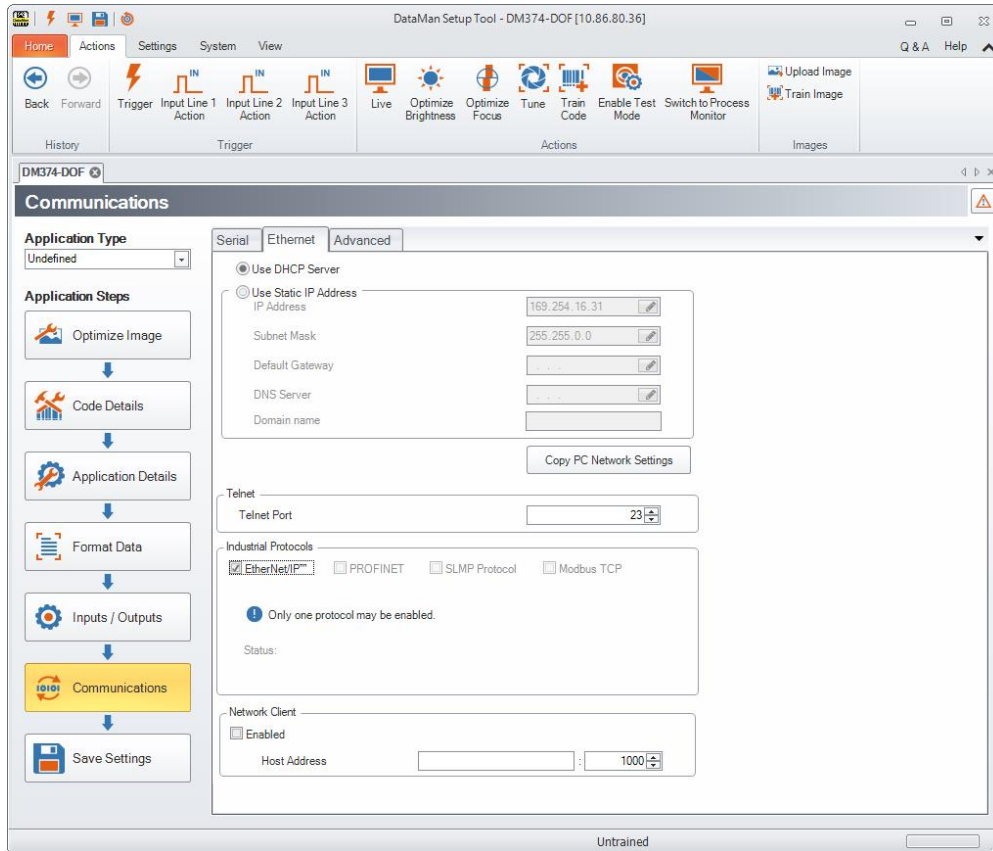 DataMan Setup Tool - DM374-DOF [10.86.80.36]
Home Actions Settings System View Q & A Help
Back Forward Trigger Input Line 1 Action Input Line 2 Action Input Line 3 Action Live Optimize Brightness Optimize Focus Tune Train Code Enable Test Mode Switch to Process Monitor Upload Image
Train Image
IN IN IN
History Trigger Actions Images
DM374-DOF
Communications
Application Type
Undefined
Application Steps
Optimize Image
Code Details
Application Details
Format Data
Inputs / Outputs
10101
Communications
Save Settings
Serial Ethernet Advanced
Use DHCP Server
Use Static IP Address
IP Address 169.254.16.31
Subnet Mask 255.255.0.0
Default Gateway . . .
DNS Server . . .
Domain name
Copy PC Network Settings
Telnet
Telnet Port 23
Industrial Protocols
EtherNet/IP™ PROFINET SLMP Protocol Modbus TCP
Only one protocol may be enabled.
Status:
Network Client
Enabled
Host Address : 1000
Untrained